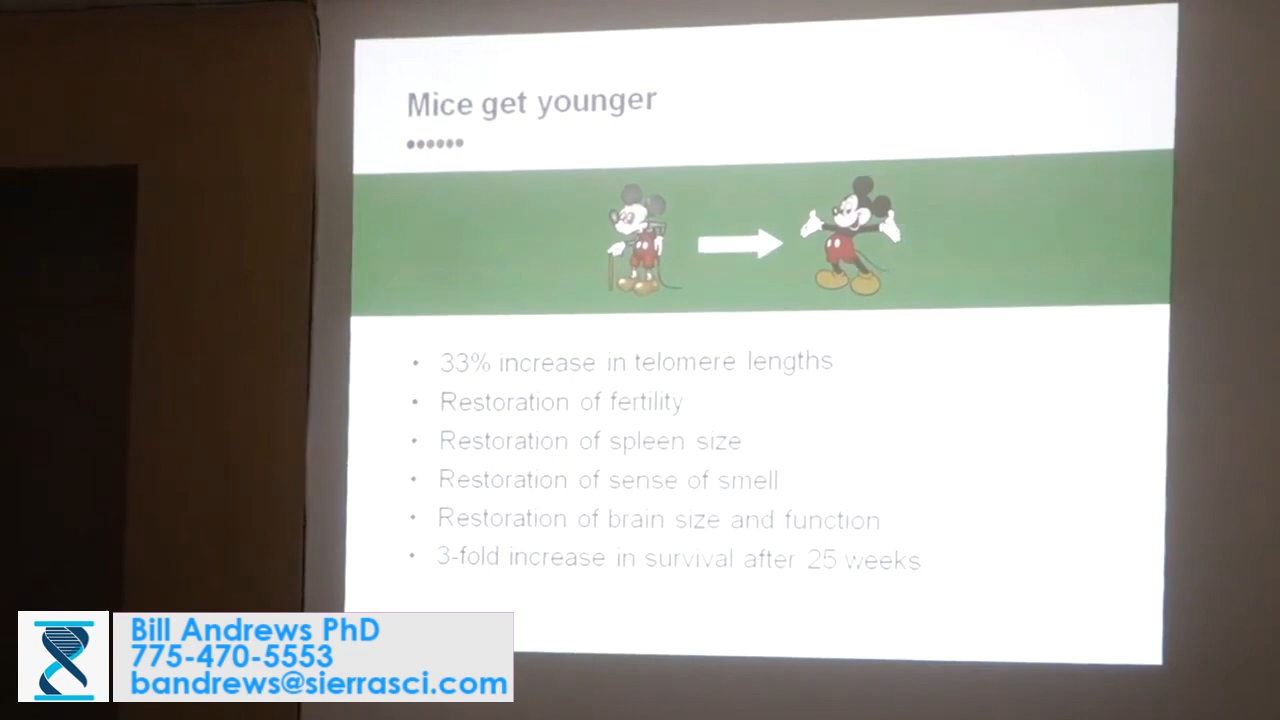 Mice get younger
• 33% increase in telomere lengths
• Restoration of fertility
• Restoration of spleen size
• Restoration of sense of smell
• Restoration of brain size and function
• 3-fold increase in survival after 25 weeks
Bill Andrews PhD
775-470-5553
bandrews@sierrasci.com